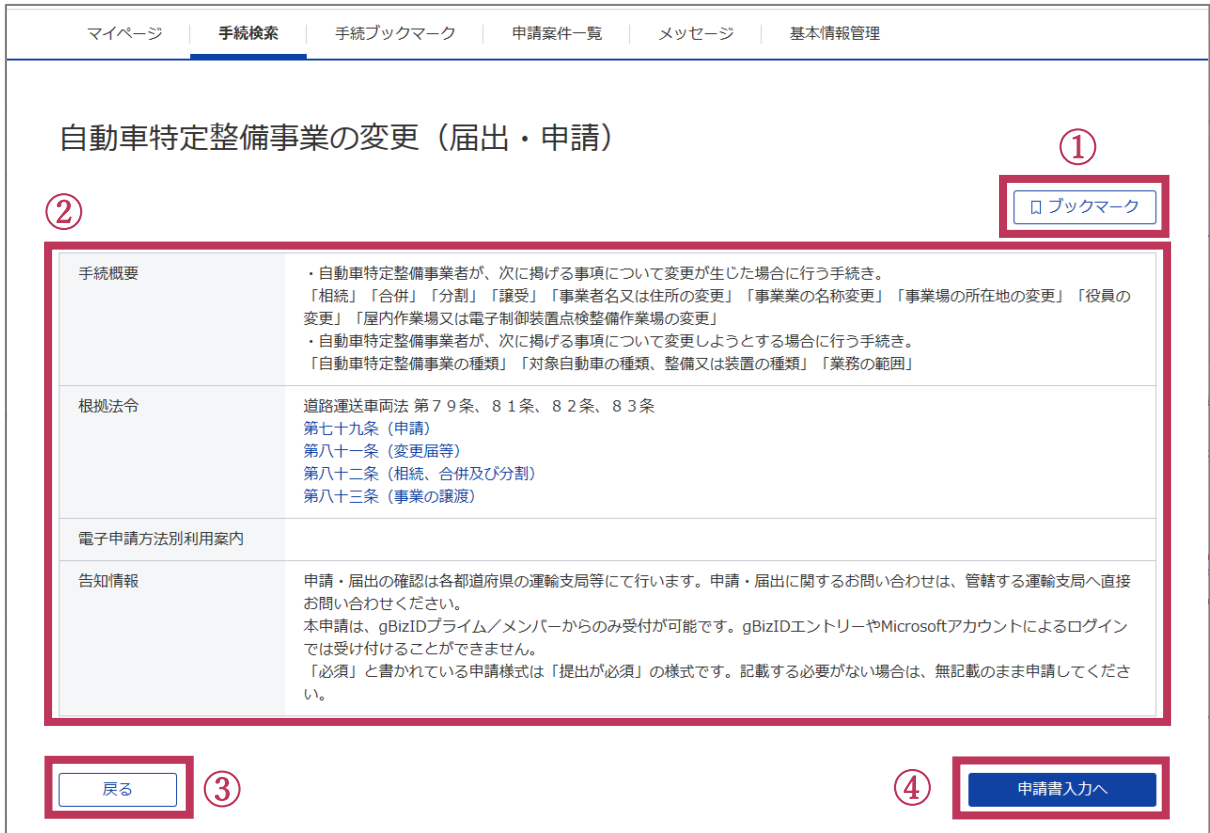 マイページ 手続検索 手続ブックマーク 申請案件一覧 メッセージ 基本情報管理
自動車特定整備事業の変更（届出・申請）
①
ブックマーク
②
手続概要
・自動車特定整備事業者が、次に掲げる事項について変更が生じた場合に行う手続き。
「相続」「合併」「分割」「譲受」「事業者名又は住所の変更」「事業業の名称変更」「事業場の所在地の変更」「役員の
変更」「屋内作業場又は電子制御装置点検整備作業場の変更」
・自動車特定整備事業者が、次に掲げる事項について変更しようとする場合に行う手続き。
「自動車特定整備事業の種類」「対象自動車の種類、整備又は装置の種類」「業務の範囲」
根拠法令
道路運送車両法 第７９条、８１条、８２条、８３条
第七十九条（申請）
第八十一条（変更届等）
第八十二条（相続、合併及び分割）
第八十三条（事業の譲渡）
電子申請方法別利用案内
告知情報
申請・届出の確認は各都道府県の運輸支局等にて行います。申請・届出に関するお問い合わせは、管轄する運輸支局へ直接
お問い合わせください。
本申請は、gBizIDプライム／メンバーからのみ受付が可能です。gBizIDエントリーやMicrosoftアカウントによるログイン
では受け付けることができません。
「必須」と書かれている申請様式は「提出が必須」の様式です。記載する必要がない場合は、無記載のまま申請してくださ
い。
戻る
③
④
申請書入力へ